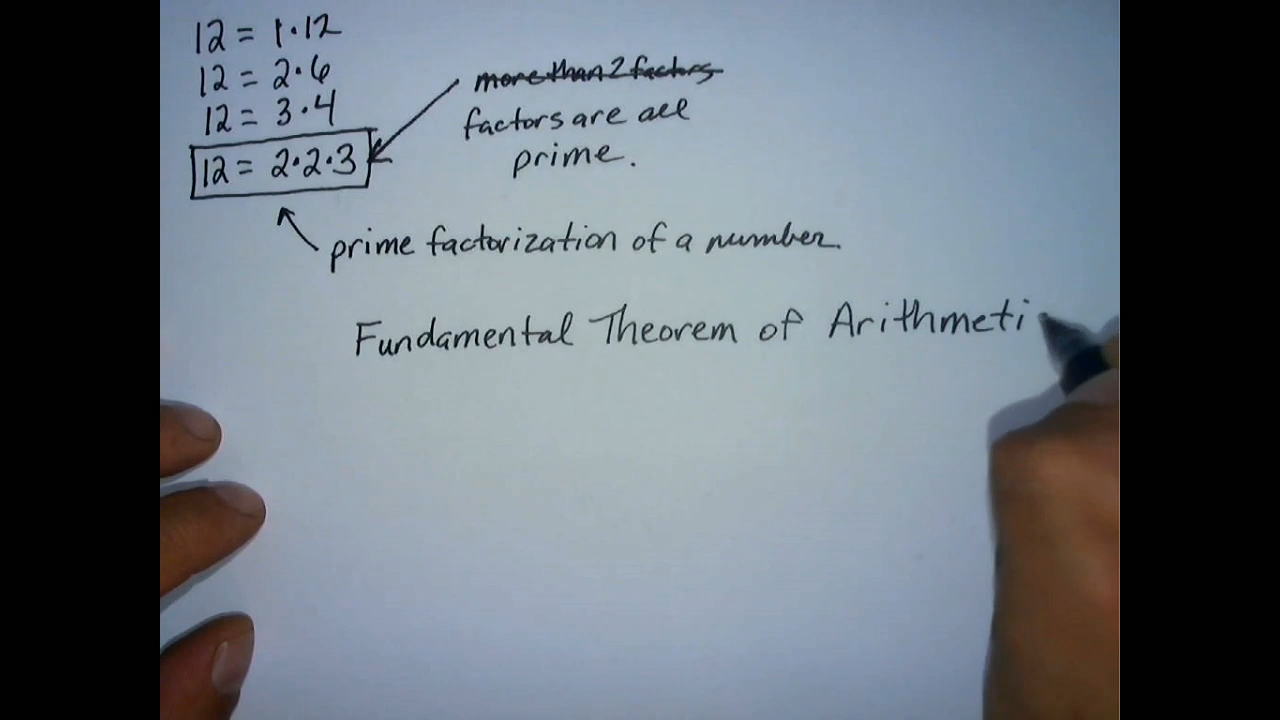 12 = 1·12
12 = 2·6
12 = 3·4
12 = 2·2·3
more than 2 factors
factors are all
prime.
prime factorization of a number.
Fundamental Theorem of Arithmeti